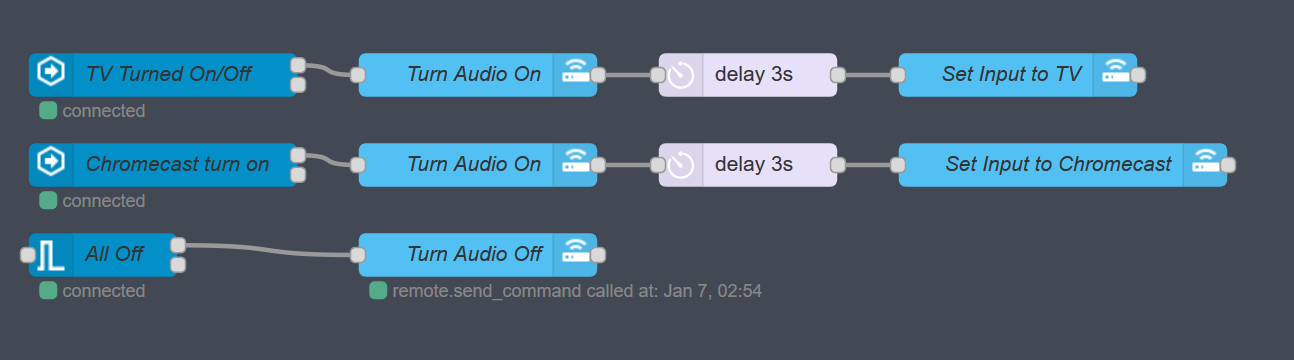 TV Turned On/Off
Turn Audio On
delay 3s
Set Input to TV
connected
Chromecast turn on
Turn Audio On
delay 3s
Set Input to Chromecast
connected
All Off
Turn Audio Off
connected
remote.send_command called at: Jan 7, 02:54